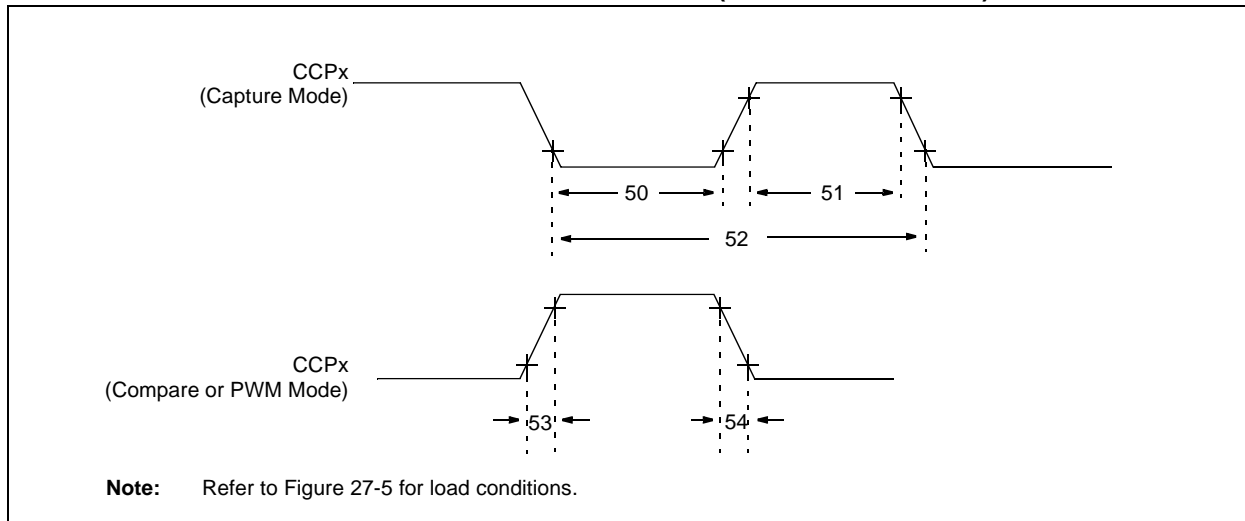 CCPx
(Capture Mode)
50
51
52
CCPx
(Compare or PWM Mode)
53
54
Note: Refer to Figure 27-5 for load conditions.